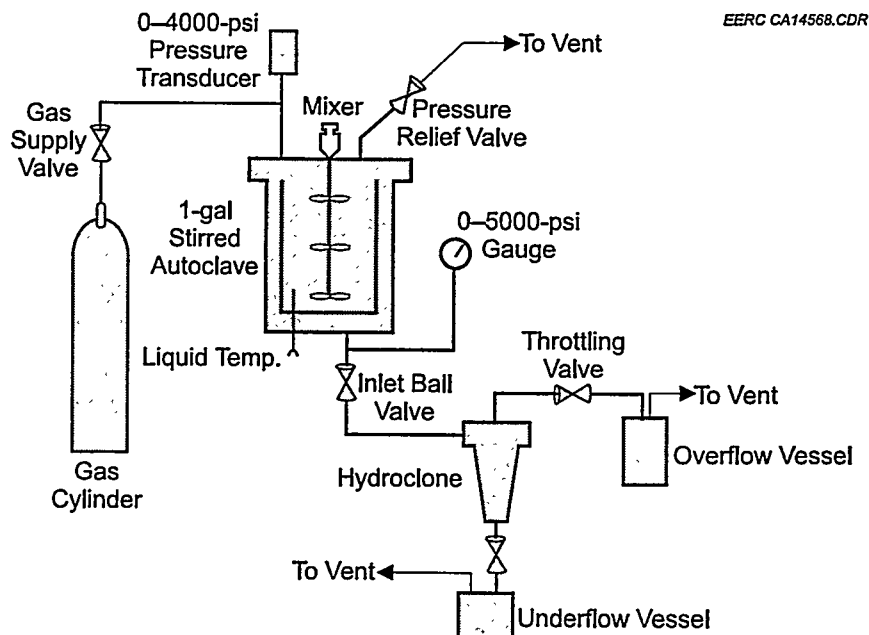 EERC CA14568.CDR
0–4000-psi
Pressure
Transducer
To Vent
Mixer
Pressure
Relief Valve
Gas
Supply
Valve
1-gal
Stirred
Autoclave
0–5000-psi
Gauge
Liquid Temp.
Inlet Ball
Valve
Throttling
Valve
To Vent
Hydroclone
Overflow Vessel
Gas
Cylinder
To Vent
Underflow Vessel